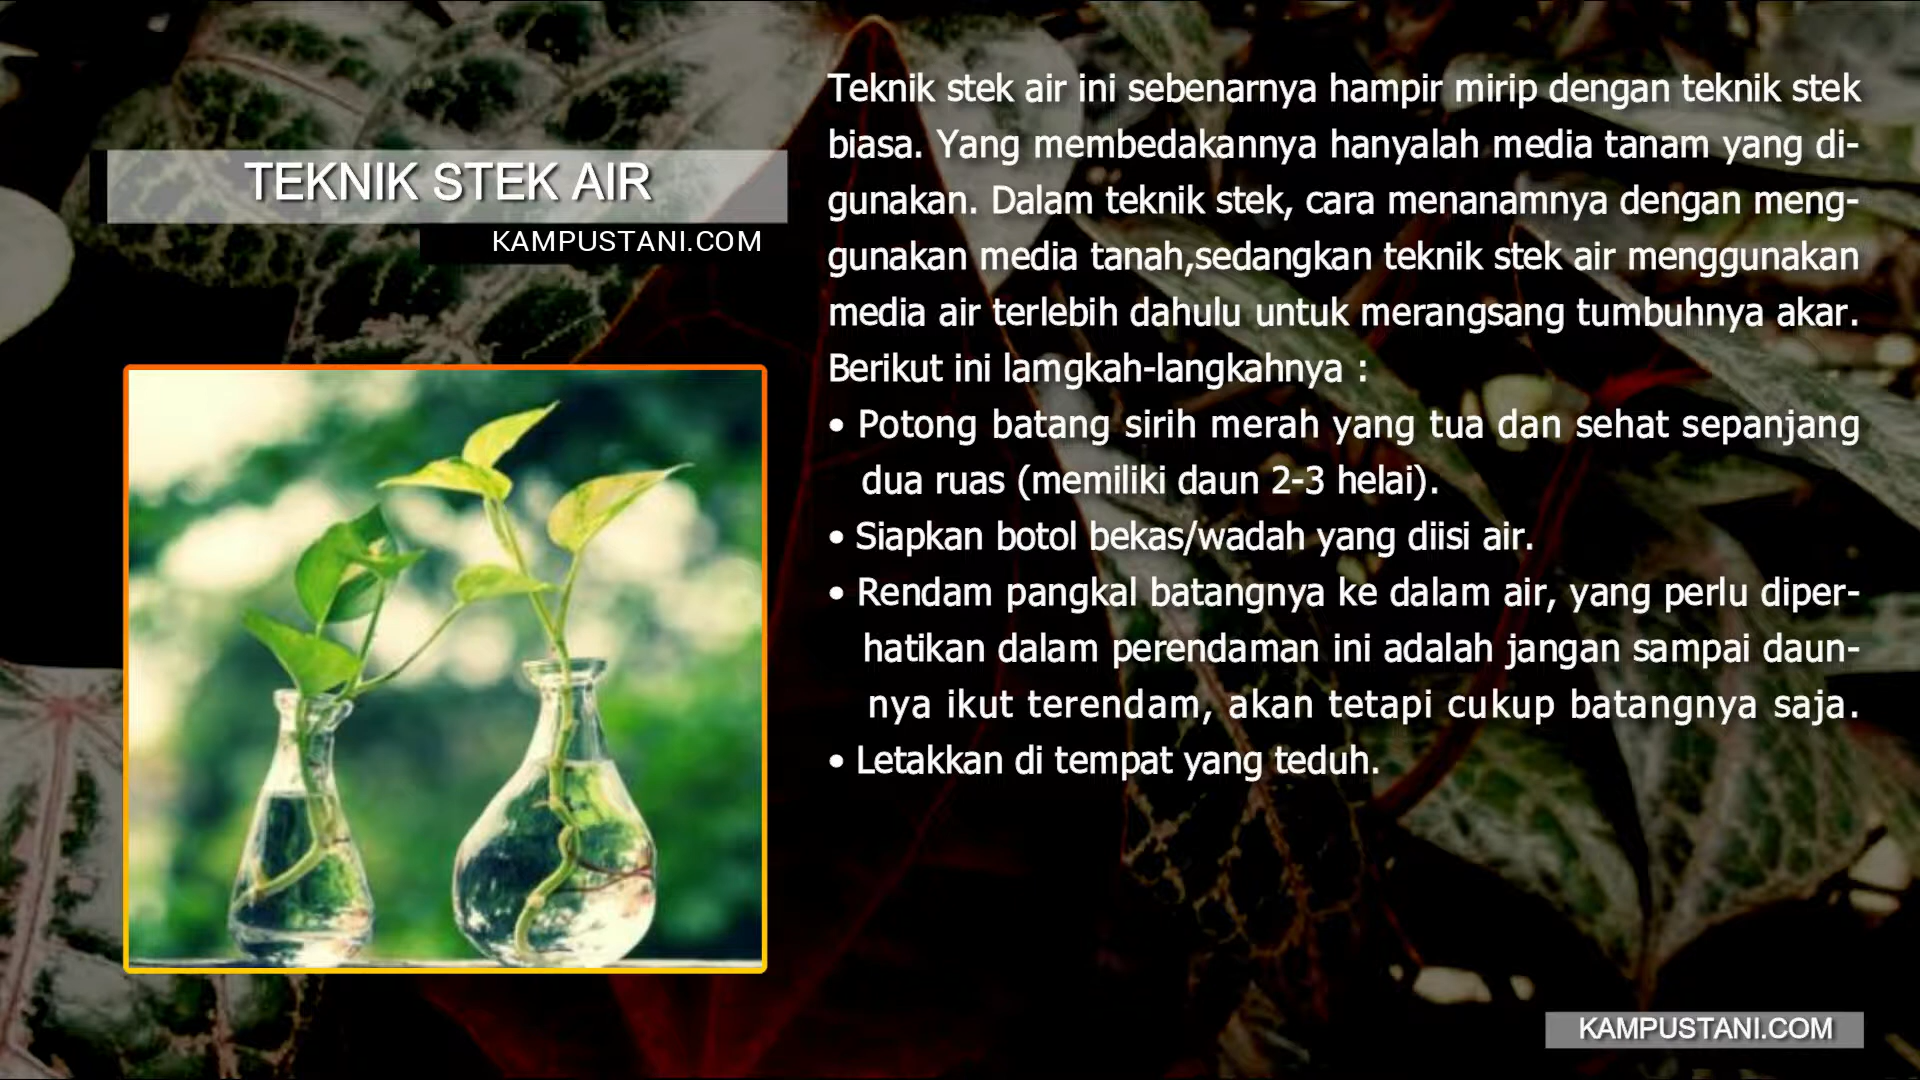 TEKNIK STEK AIR
KAMPUSTANI.COM
Teknik stek air ini sebenarnya hampir mirip dengan teknik stek
biasa. Yang membedakannya hanyalah media tanam yang di-
gunakan. Dalam teknik stek, cara menanamnya dengan meng-
gunakan media tanah,sedangkan teknik stek air menggunakan
media air terlebih dahulu untuk merangsang tumbuhnya akar.
Berikut ini lamgkah-langkahnya :
• Potong batang sirih merah yang tua dan sehat sepanjang
dua ruas (memiliki daun 2-3 helai).
• Siapkan botol bekas/wadah yang diisi air.
• Rendam pangkal batangnya ke dalam air, yang perlu diper-
hatikan dalam perendaman ini adalah jangan sampai daun-
nya ikut terendam, akan tetapi cukup batangnya saja.
• Letakkan di tempat yang teduh.
KAMPUSTANI.COM